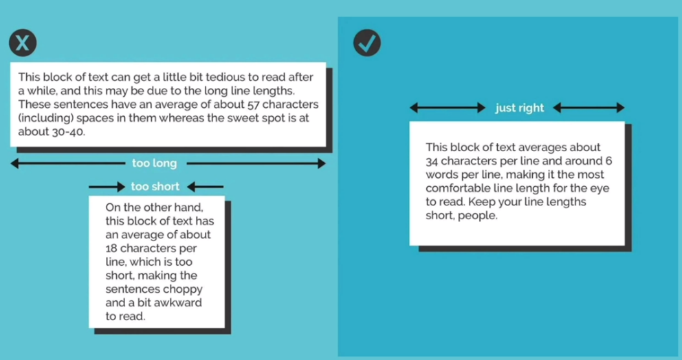 X
This block of text can get a little bit tedious to read after
a while, and this may be due to the long line lengths.
These sentences have an average of about 57 characters
(including) spaces in them whereas the sweet spot is at
about 30-40.
too long
too short
On the other hand,
this block of text has
an average of about
18 characters per
line, which is too
short, making the
sentences choppy
and a bit awkward
to read.
just right
This block of text averages about
34 characters per line and around 6
words per line, making it the most
comfortable line length for the eye
to read. Keep your line lengths
short, people.